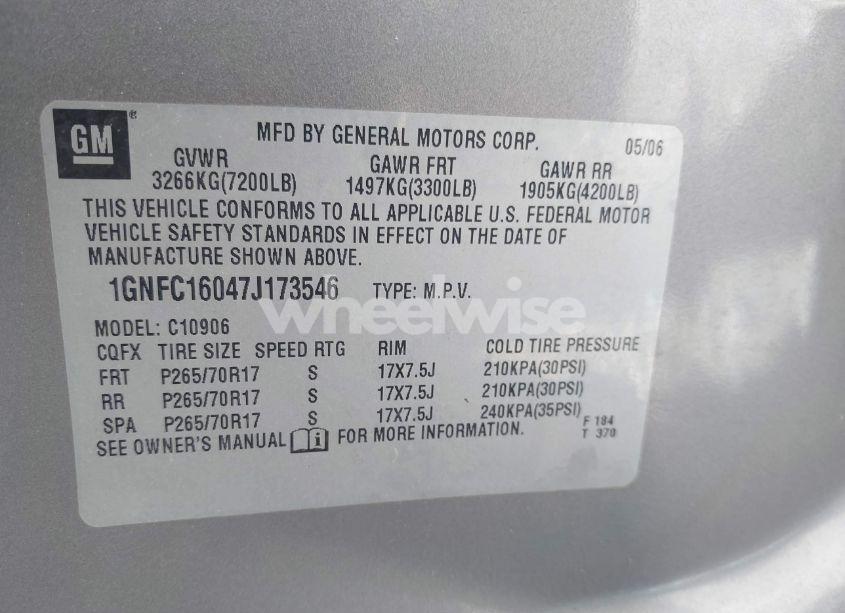 GM ®
MFD BY GENERAL MOTORS CORP. 05/06
GVWR GAWR FRT GAWR RR
3266KG(7200LB) 1497KG(3300LB) 1905KG(4200LB)
THIS VEHICLE CONFORMS TO ALL APPLICABLE U.S. FEDERAL MOTOR
VEHICLE SAFETY STANDARDS IN EFFECT ON THE DATE OF
MANUFACTURE SHOWN ABOVE.
1GNFC16047J173546 TYPE: M.P.V.
wheelwise
MODEL: C10906
CQFX TIRE SIZE SPEED RTG RIM COLD TIRE PRESSURE
FRT P265/70R17 S 17X7.5J 210KPA(30PSI)
RR P265/70R17 S 17X7.5J 210KPA(30PSI)
SPA P265/70R17 S 17X7.5J 240KPA(35PSI)
SEE OWNER'S MANUAL i FOR MORE INFORMATION.
F 184
T 370